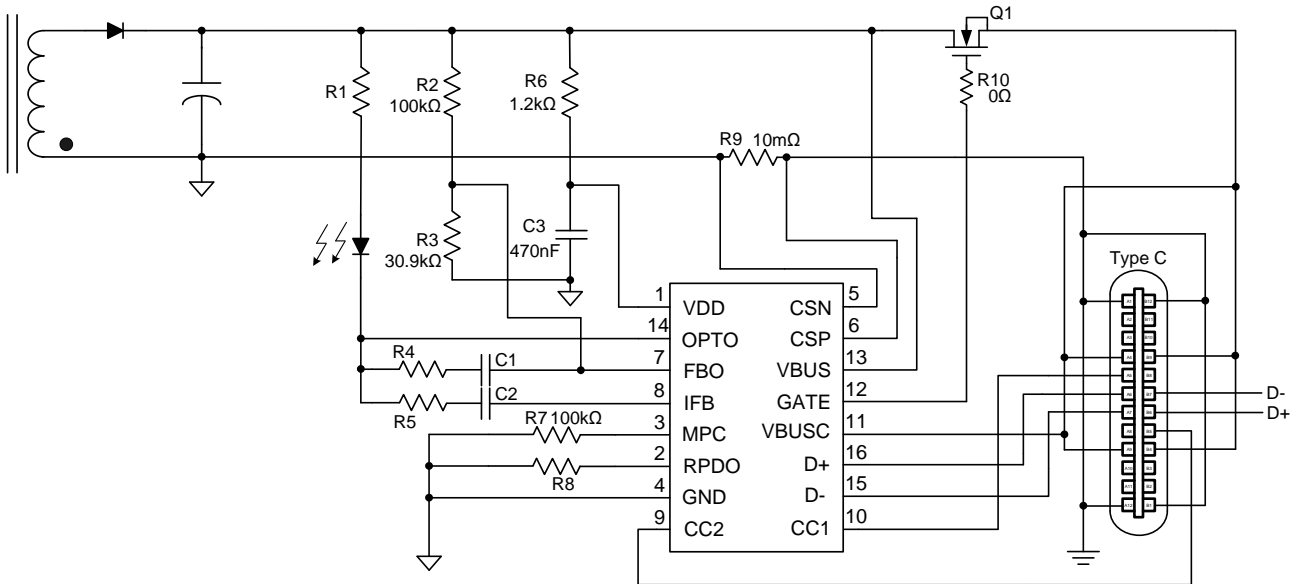 Q1
R1
R2
100kΩ
R6
1.2kΩ
R10
0Ω
R9 10mΩ
R3
30.9kΩ
C3
470nF
Type C
1 VDD
14 OPTO
7 FBO
8 IFB
3 MPC
2 RPDO
4 GND
9 CC2
CSN 5
CSP 6
VBUS 13
GATE 12
VBUSC 11
D+ 16
D- 15
CC1 10
R4
C1
R5
C2
R7 100kΩ
R8
D-
D+